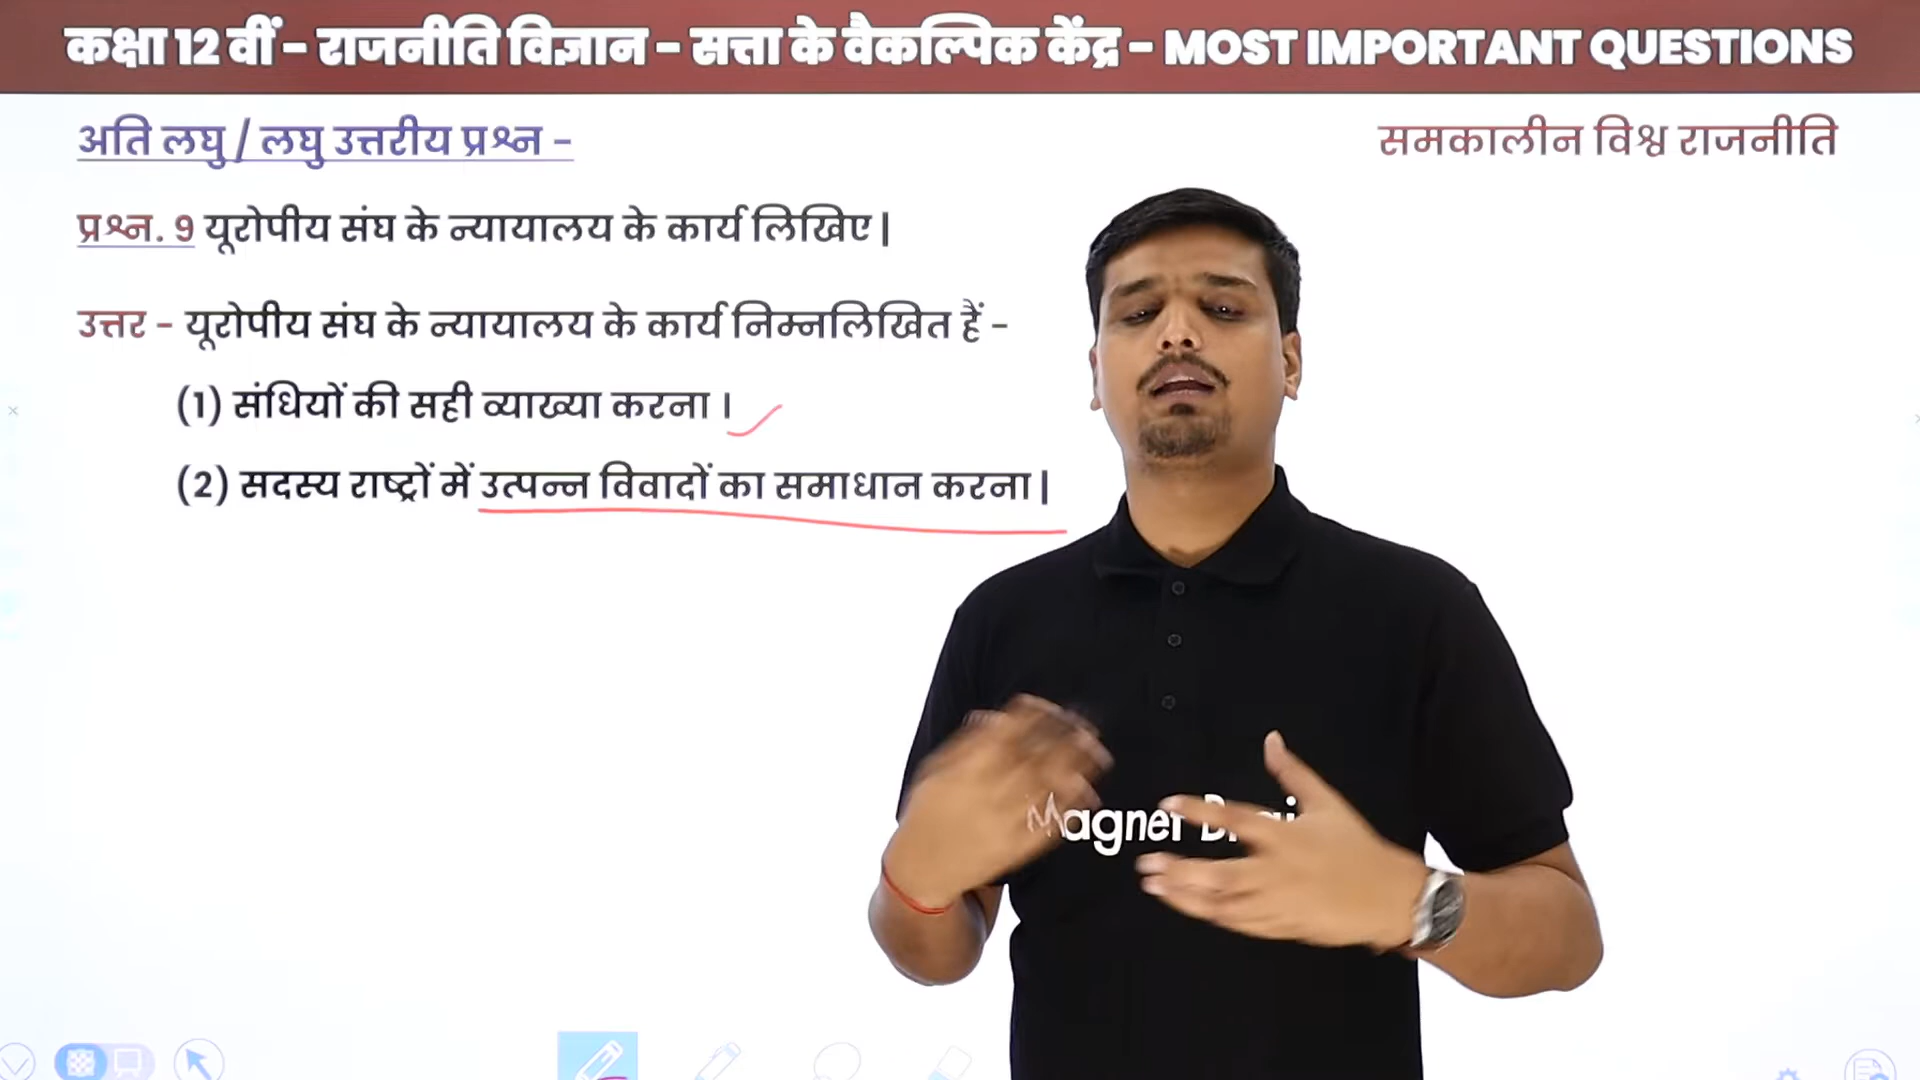 कक्षा 12 वीं - राजनीति विज्ञान - सत्ता के वैकल्पिक केंद्र - MOST IMPORTANT QUESTIONS
अति लघु / लघु उत्तरीय प्रश्न -
समकालीन विश्व राजनीति
प्रश्न. 9 यूरोपीय संघ के न्यायालय के कार्य लिखिए |
उत्तर - यूरोपीय संघ के न्यायालय के कार्य निम्नलिखित हैं -
(1) संधियों की सही व्याख्या करना ।
(2) सदस्य राष्ट्रों में उत्पन्न विवादों का समाधान करना |
Magnet